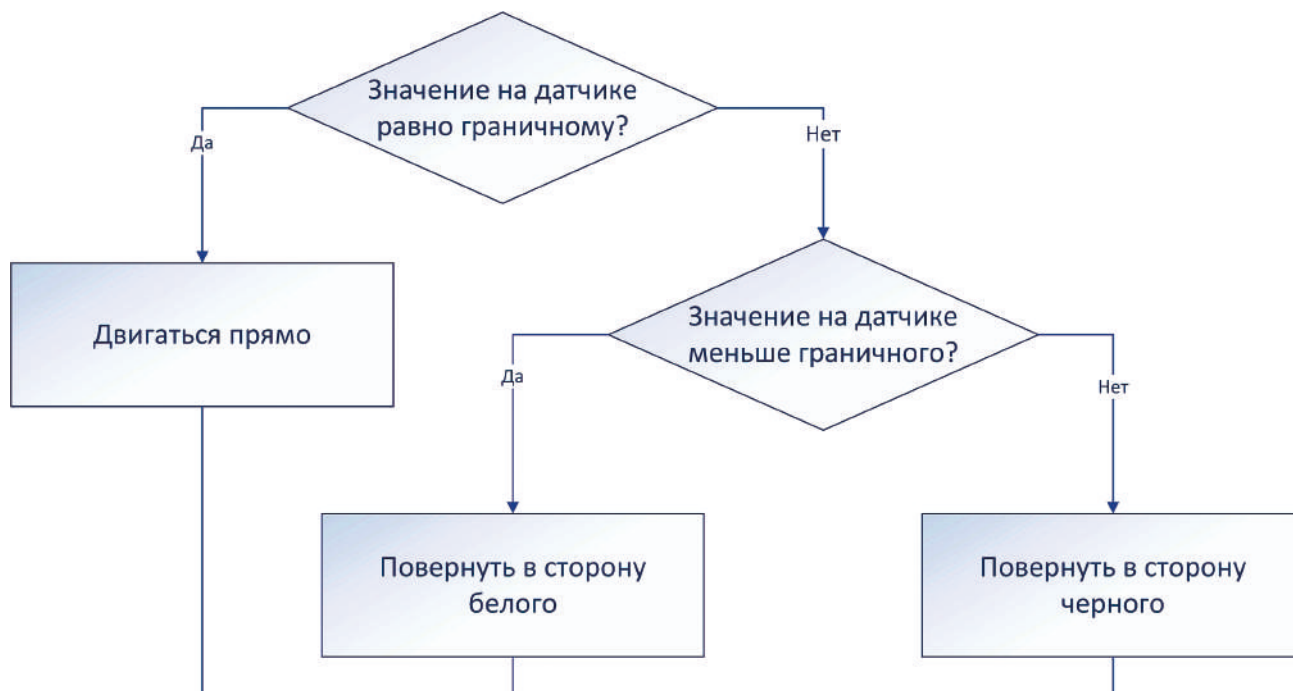 Значение на датчике
равно граничному?
Да
Нет
Двигаться прямо
Значение на датчике
меньше граничного?
Да
Нет
Повернуть в сторону
белого
Повернуть в сторону
черного